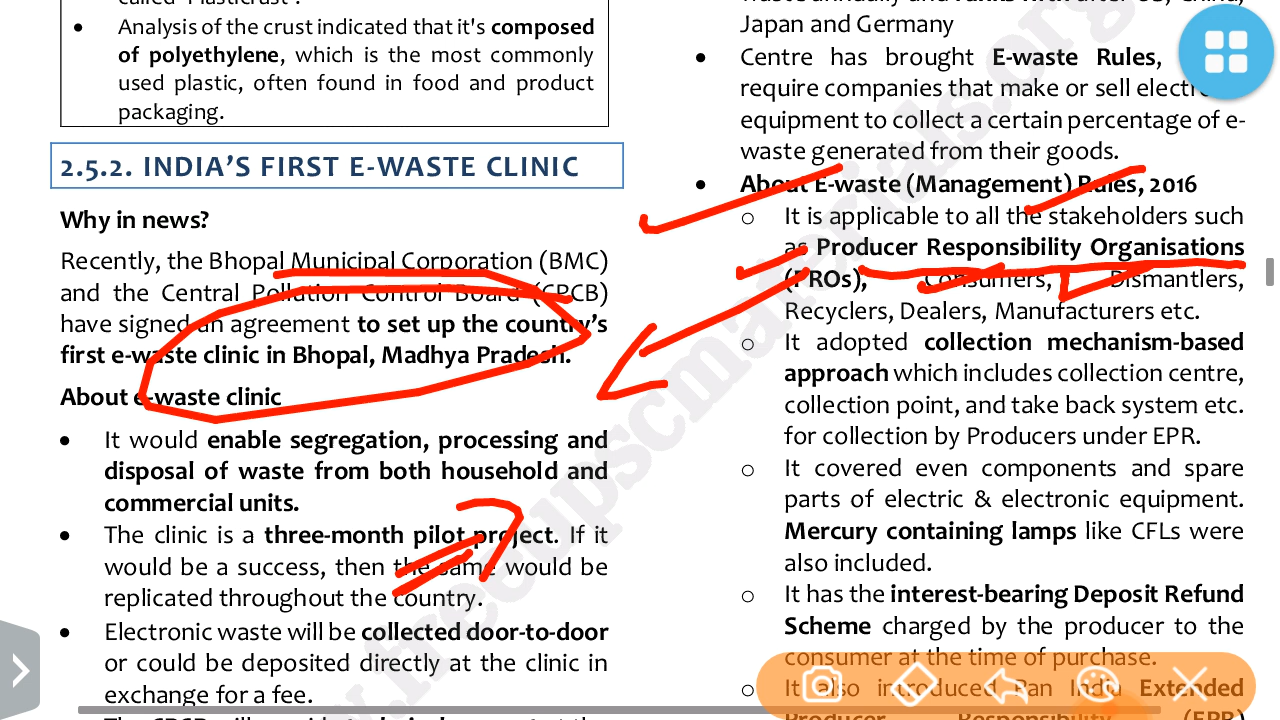 called 'Plasticrust'.
• Analysis of the crust indicated that it's composed
of polyethylene, which is the most commonly
used plastic, often found in food and product
packaging.
2.5.2. INDIA'S FIRST E-WASTE CLINIC
Why in news?
Recently, the Bhopal Municipal Corporation (BMC)
and the Central Pollution Control Board (CPCB)
have signed an agreement to set up the country's
first e-waste clinic in Bhopal, Madhya Pradesh.
About e-waste clinic
• It would enable segregation, processing and
disposal of waste from both household and
commercial units.
• The clinic is a three-month pilot project. If it
would be a success, then the same would be
replicated throughout the country.
• Electronic waste will be collected door-to-door
or could be deposited directly at the clinic in
exchange for a fee.
Japan and Germany
• Centre has brought E-waste Rules,
require companies that make or sell
equipment to collect a certain percentage of e-
waste generated from their goods.
• About E-waste (Management) Rules, 2016
o It is applicable to all the stakeholders such
as Producer Responsibility Organisations
(PROs), Consumers, Dismantlers,
Recyclers, Dealers, Manufacturers etc.
o It adopted collection mechanism-based
approach which includes collection centre,
collection point, and take back system etc.
for collection by Producers under EPR.
o It covered even components and spare
parts of electric & electronic equipment.
Mercury containing lamps like CFLs were
also included.
o It has the interest-bearing Deposit Refund
Scheme charged by the producer to the
consumer at the time of purchase.
o It also introduced Pan India Extended
Producer Responsibility (EPR)
www.freeupscmaterials.org